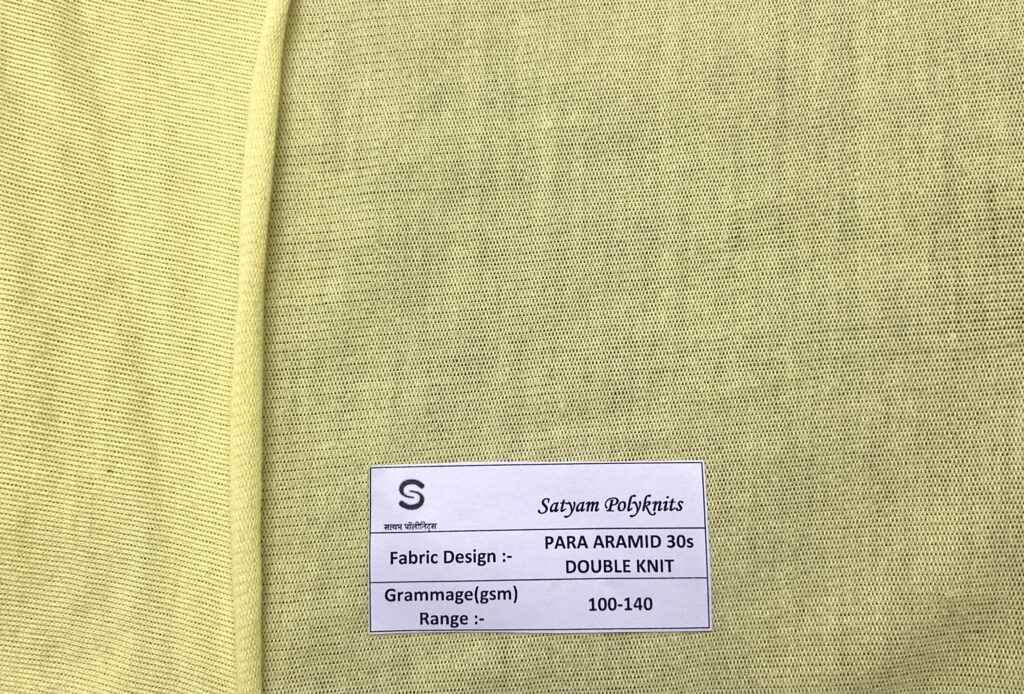 Satyam Polyknits
सत्यम पॉलीनिट्स
Fabric Design :-
PARA ARAMID 30s
DOUBLE KNIT
Grammage(gsm)
Range :-
100-140